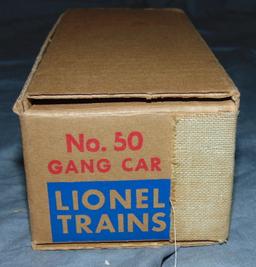 No. 50
GANG CAR
LIONEL
TRAINS